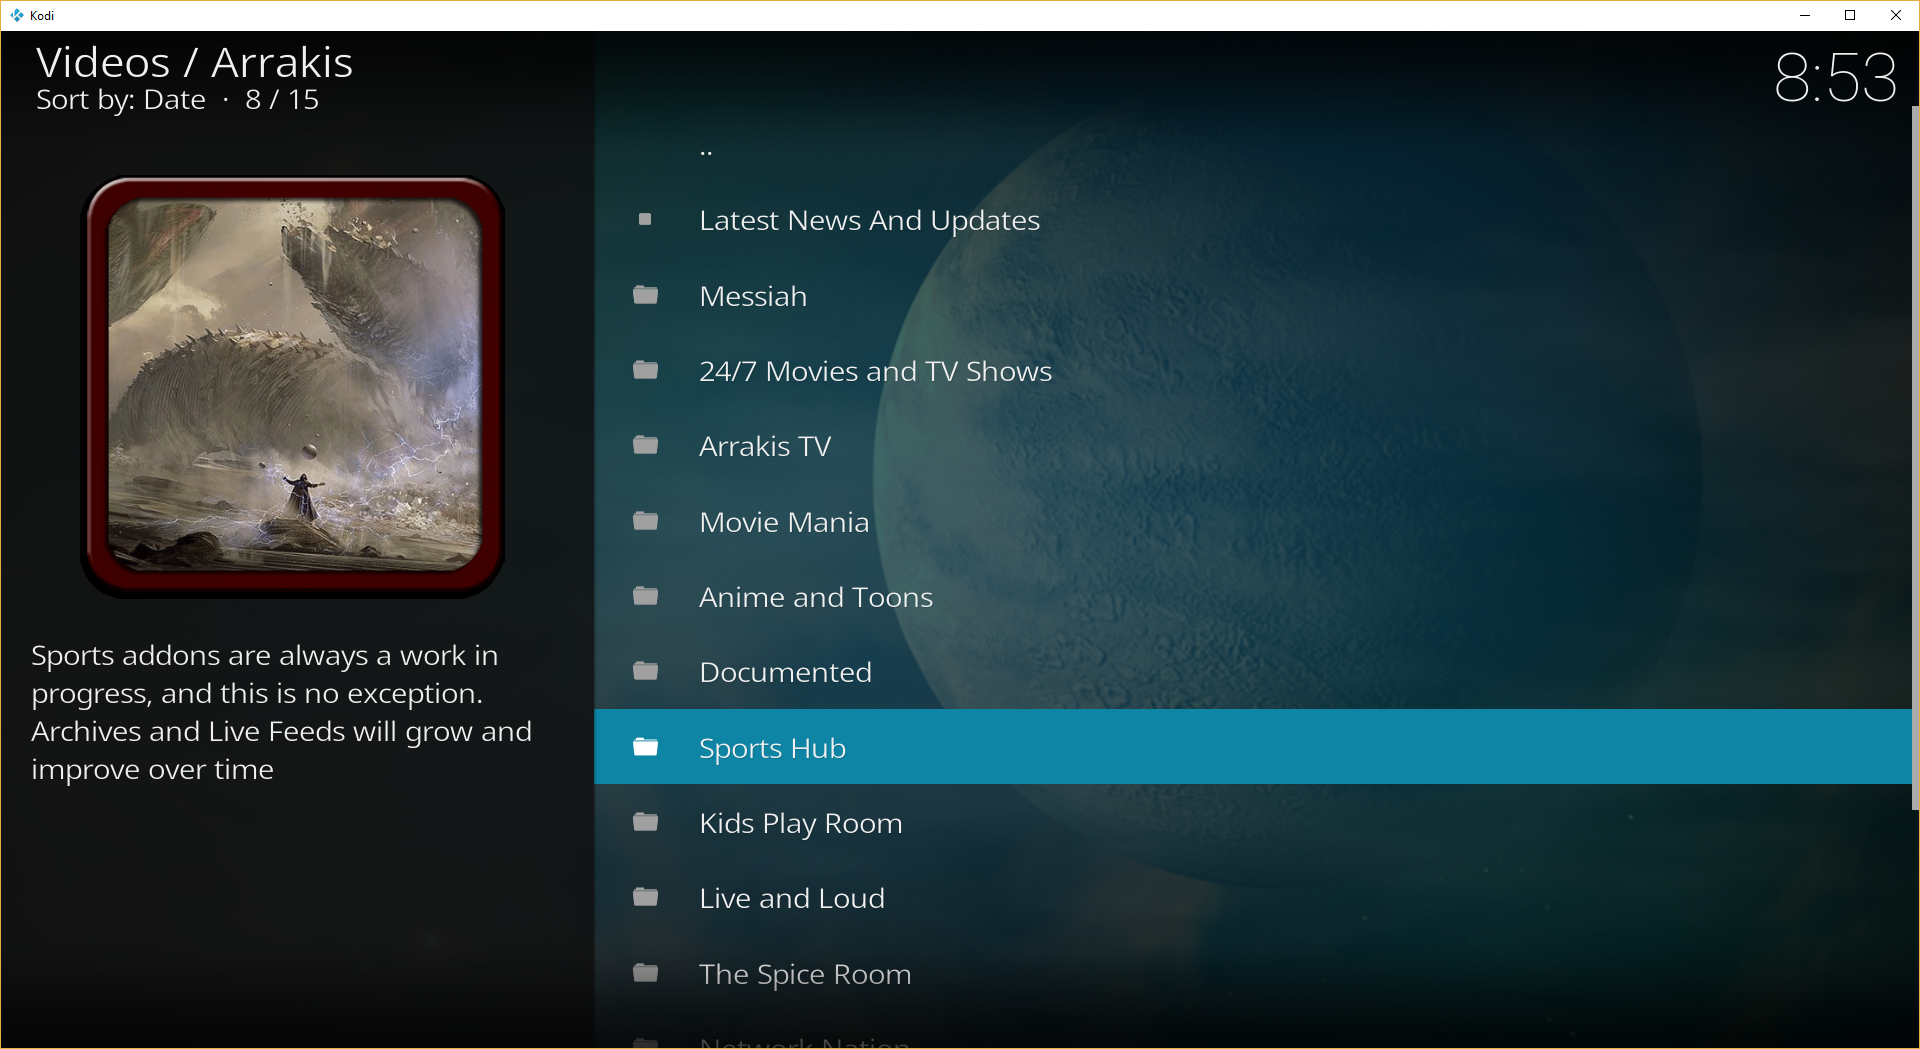 Kodi
Videos / Arrakis
Sort by: Date · 8 / 15
8:53
..
Latest News And Updates
Messiah
24/7 Movies and TV Shows
Arrakis TV
Movie Mania
Anime and Toons
Documented
Sports Hub
Kids Play Room
Live and Loud
The Spice Room
Network Nation
Sports addons are always a work in
progress, and this is no exception.
Archives and Live Feeds will grow and
improve over time